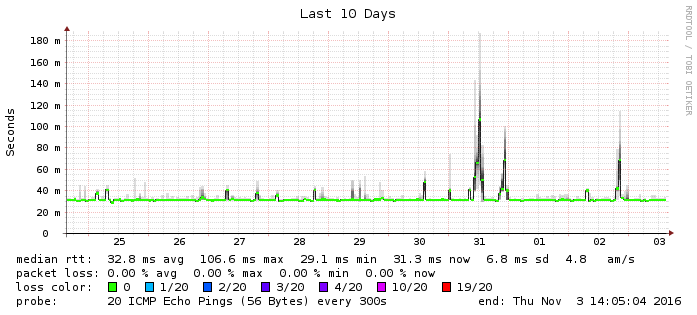 Last 10 Days
RRDTOOL / TOBI OETIKER
Seconds
180 m
160 m
140 m
120 m
100 m
80 m
60 m
40 m
20 m
0
25 26 27 28 29 30 31 01 02 03
median rtt: 32.8 ms avg 106.6 ms max 29.1 ms min 31.3 ms now 6.8 ms sd 4.8 am/s
packet loss: 0.00 % avg 0.00 % max 0.00 % min 0.00 % now
loss color: 0 1/20 2/20 3/20 4/20 10/20 19/20
probe: 20 ICMP Echo Pings (56 Bytes) every 300s end: Thu Nov 3 14:05:04 2016